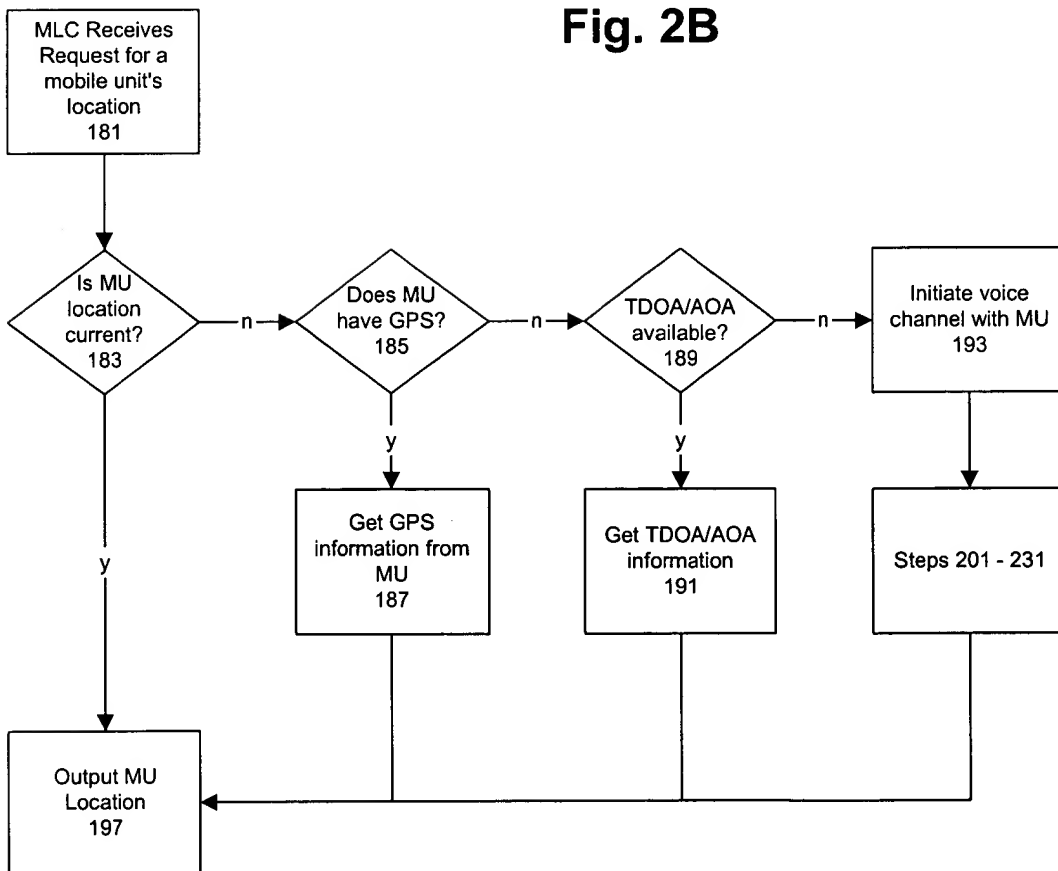 Fig. 2B
MLC Receives
Request for a
mobile unit's
location
181
Is MU
location
current?
183
n
Does MU
have GPS?
185
n
TDOA/AOA
available?
189
n
Initiate voice
channel with MU
193
y
y
y
Get GPS
information from
MU
187
Get TDOA/AOA
information
191
Steps 201 - 231
Output MU
Location
197